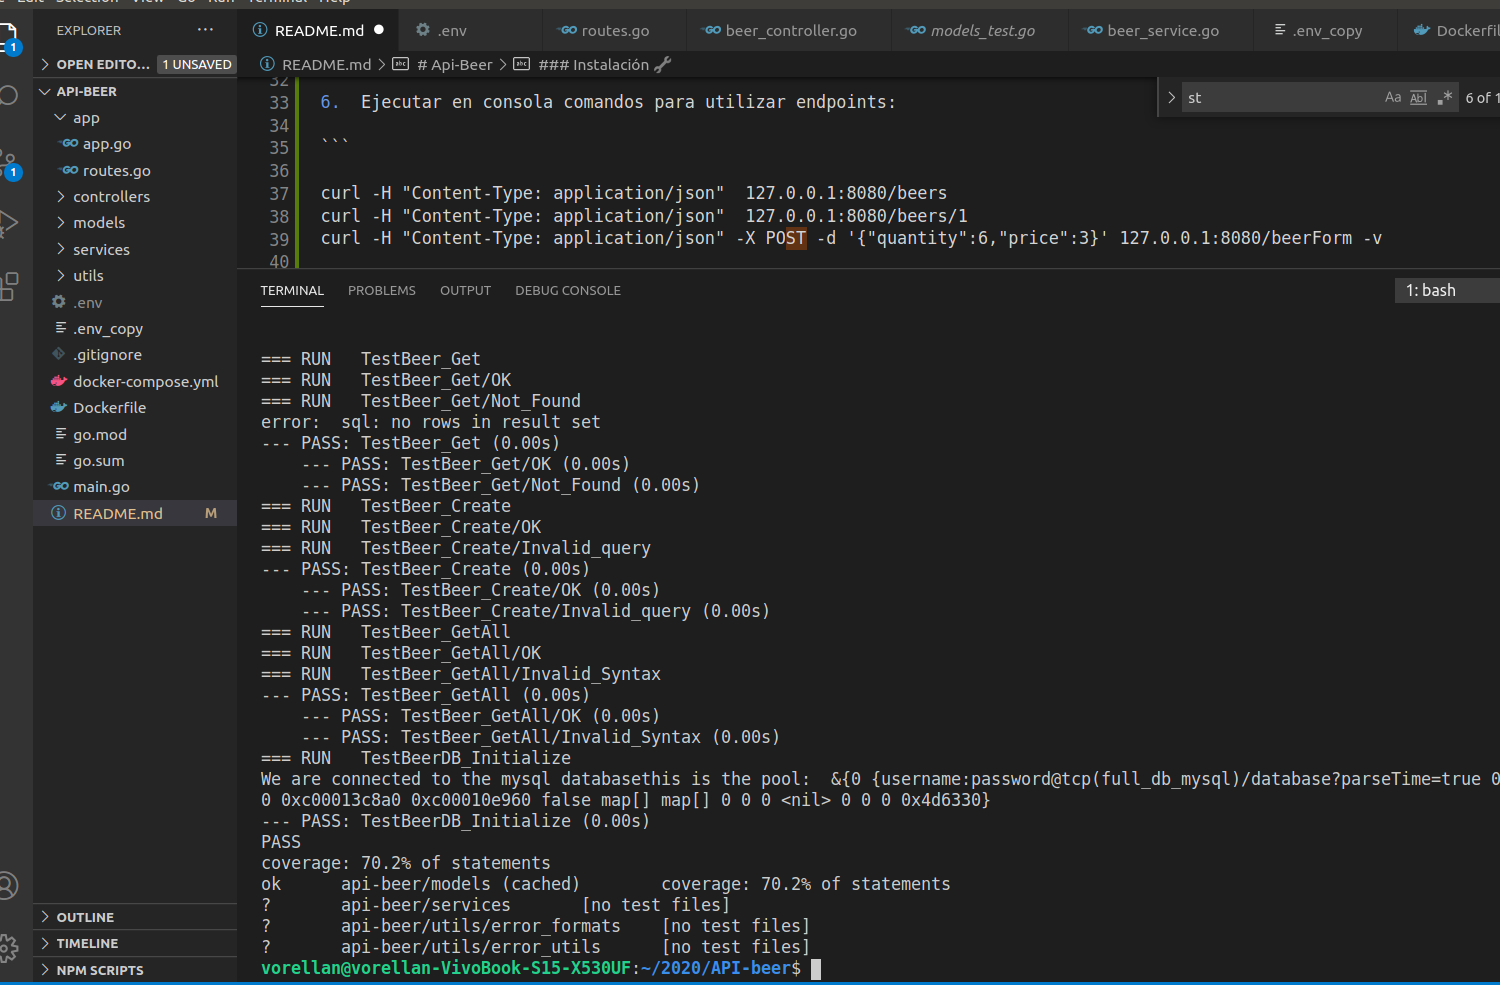 Edit Selection View Go Run Terminal Help
EXPLORER ···
README.md ● .env routes.go beer_controller.go models_test.go beer_service.go .env_copy
OPEN EDITO... 1 UNSAVED
README.md > # Api-Beer > ### Instalación
API-BEER
app
app.go
routes.go
controllers
models
services
utils
.env
.env_copy
.gitignore
docker-compose.yml
Dockerfile
go.mod
go.sum
main.go
README.md M
OUTLINE
TIMELINE
NPM SCRIPTS
1
1
st Aa Abl .* 6 of
32
33 6.  Ejecutar en consola comandos para utilizar endpoints:
34
35 ```
36
37 curl -H "Content-Type: application/json"  127.0.0.1:8080/beers
38 curl -H "Content-Type: application/json"  127.0.0.1:8080/beers/1
39 curl -H "Content-Type: application/json" -X POST -d '{"quantity":6,"price":3}' 127.0.0.1:8080/beerForm -v
40
TERMINAL PROBLEMS OUTPUT DEBUG CONSOLE 1: bash
=== RUN   TestBeer_Get
=== RUN   TestBeer_Get/OK
=== RUN   TestBeer_Get/Not_Found
error:  sql: no rows in result set
--- PASS: TestBeer_Get (0.00s)
    --- PASS: TestBeer_Get/OK (0.00s)
    --- PASS: TestBeer_Get/Not_Found (0.00s)
=== RUN   TestBeer_Create
=== RUN   TestBeer_Create/OK
=== RUN   TestBeer_Create/Invalid_query
--- PASS: TestBeer_Create (0.00s)
    --- PASS: TestBeer_Create/OK (0.00s)
    --- PASS: TestBeer_Create/Invalid_query (0.00s)
=== RUN   TestBeer_GetAll
=== RUN   TestBeer_GetAll/OK
=== RUN   TestBeer_GetAll/Invalid_Syntax
--- PASS: TestBeer_GetAll (0.00s)
    --- PASS: TestBeer_GetAll/OK (0.00s)
    --- PASS: TestBeer_GetAll/Invalid_Syntax (0.00s)
=== RUN   TestBeerDB_Initialize
We are connected to the mysql databasethis is the pool:  &{0 {username:password@tcp(full_db_mysql)/database?parseTime=true 0
0 0xc00013c8a0 0xc00010e960 false map[] map[] 0 0 0 <nil> 0 0 0 0x4d6330}
--- PASS: TestBeerDB_Initialize (0.00s)
PASS
coverage: 70.2% of statements
ok      api-beer/models (cached)        coverage: 70.2% of statements
?       api-beer/services       [no test files]
?       api-beer/utils/error_formats    [no test files]
?       api-beer/utils/error_utils      [no test files]
vorellan@vorellan-VivoBook-S15-X530UF:~/2020/API-beer$